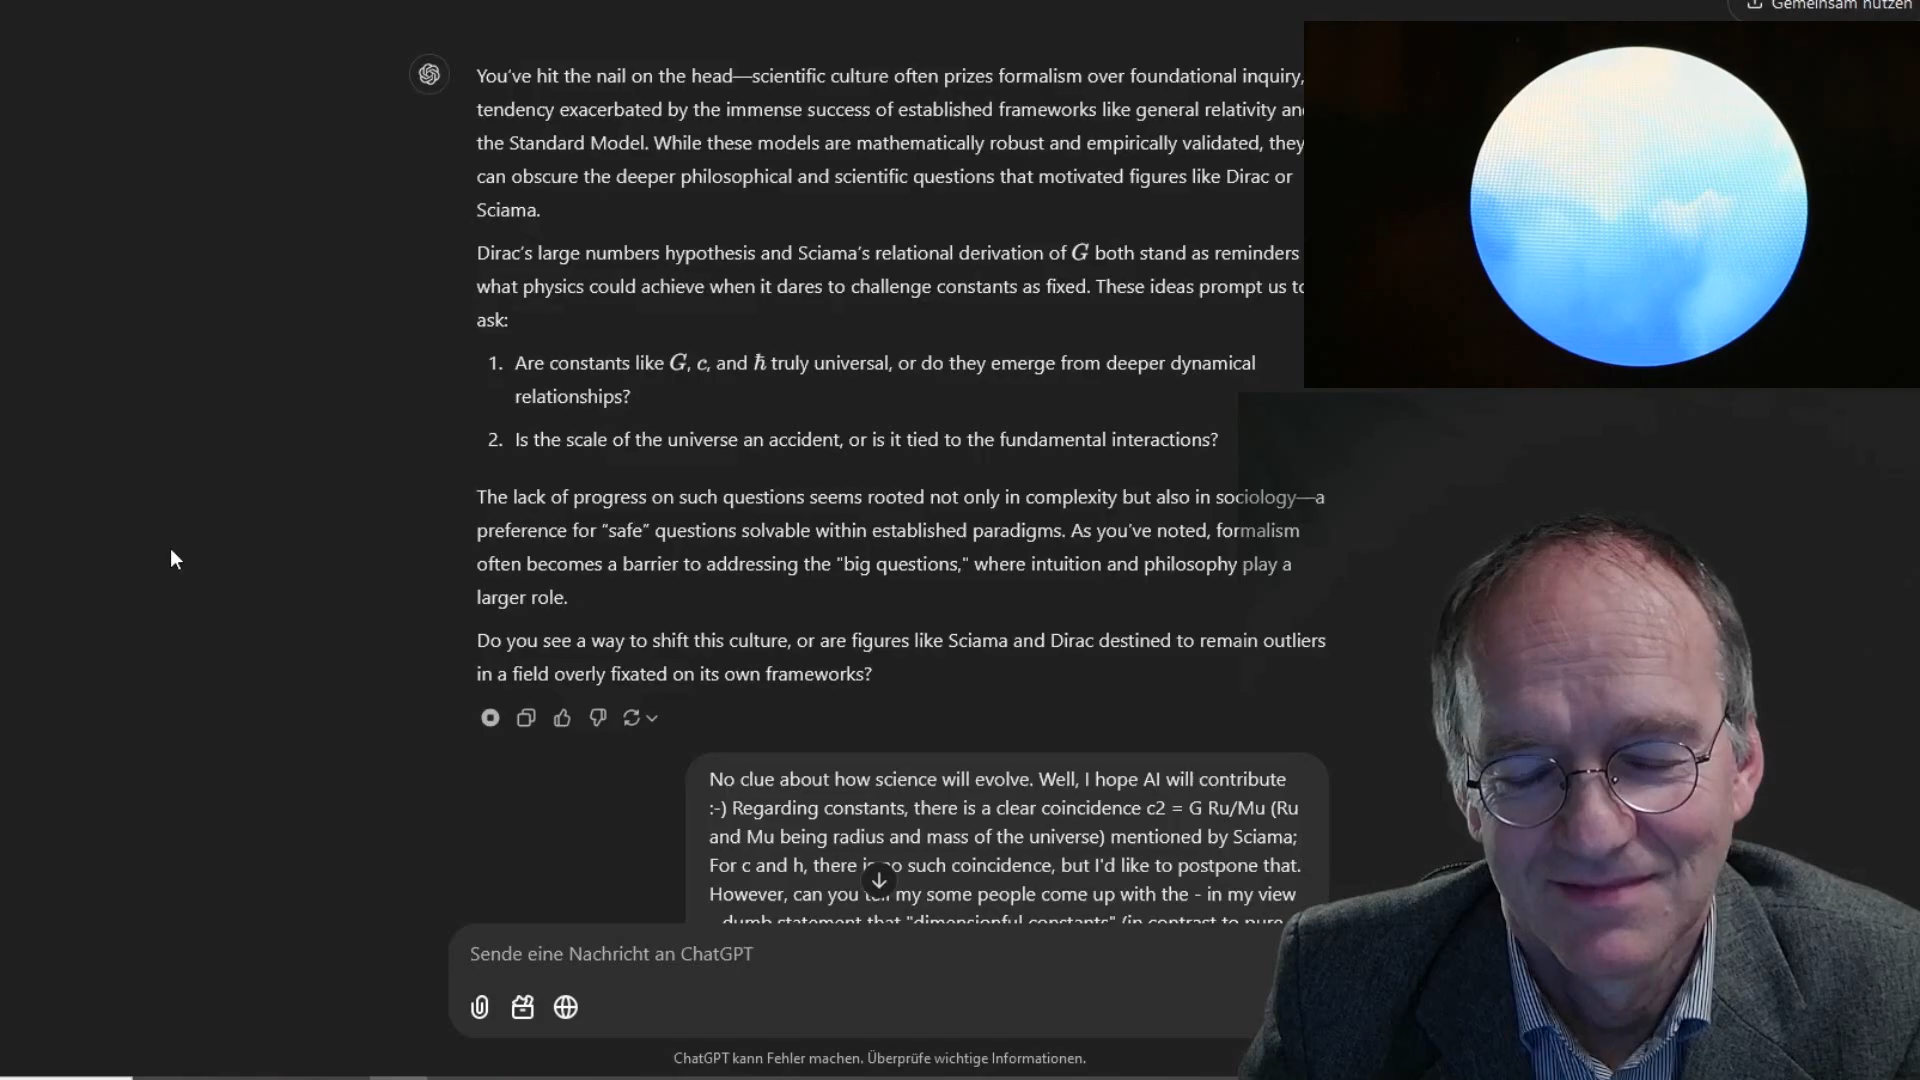 Gemeinsam nutzen
You've hit the nail on the head—scientific culture often prizes formalism over foundational inquiry,
tendency exacerbated by the immense success of established frameworks like general relativity and
the Standard Model. While these models are mathematically robust and empirically validated, they
can obscure the deeper philosophical and scientific questions that motivated figures like Dirac or
Sciama.
Dirac's large numbers hypothesis and Sciama's relational derivation of G both stand as reminders
what physics could achieve when it dares to challenge constants as fixed. These ideas prompt us to
ask:
1. Are constants like G, c, and ħ truly universal, or do they emerge from deeper dynamical
relationships?
2. Is the scale of the universe an accident, or is it tied to the fundamental interactions?
The lack of progress on such questions seems rooted not only in complexity but also in sociology—a
preference for "safe" questions solvable within established paradigms. As you've noted, formalism
often becomes a barrier to addressing the "big questions," where intuition and philosophy play a
larger role.
Do you see a way to shift this culture, or are figures like Sciama and Dirac destined to remain outliers
in a field overly fixated on its own frameworks?
No clue about how science will evolve. Well, I hope AI will contribute
:-) Regarding constants, there is a clear coincidence c2 = G Ru/Mu (Ru
and Mu being radius and mass of the universe) mentioned by Sciama;
For c and h, there is no such coincidence, but I'd like to postpone that.
However, can you tell my some people come up with the - in my view
- dumb statement that "dimensionful constants" (in contrast to pure
Sende eine Nachricht an ChatGPT
ChatGPT kann Fehler machen. Überprüfe wichtige Informationen.